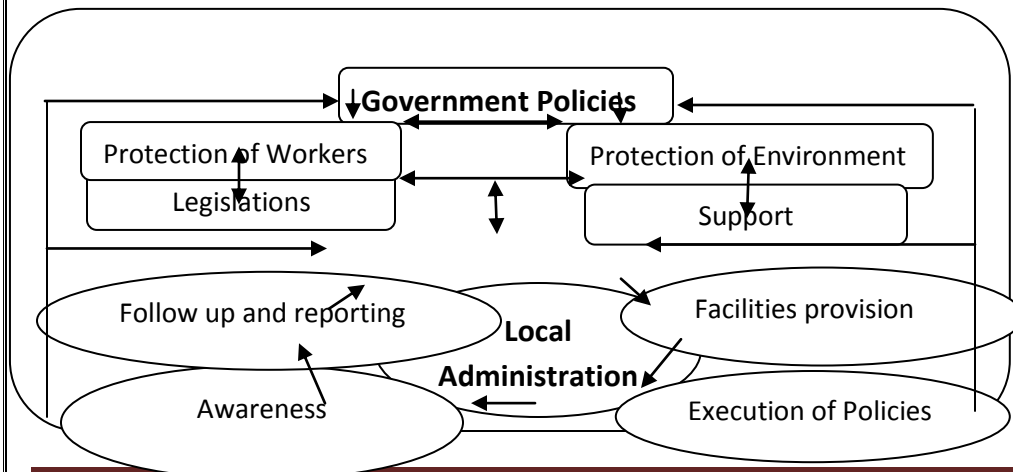 Government Policies
Protection of Workers
Protection of Environment
Legislations
Support
Follow up and reporting
Facilities provision
Local
Administration
Awareness
Execution of Policies